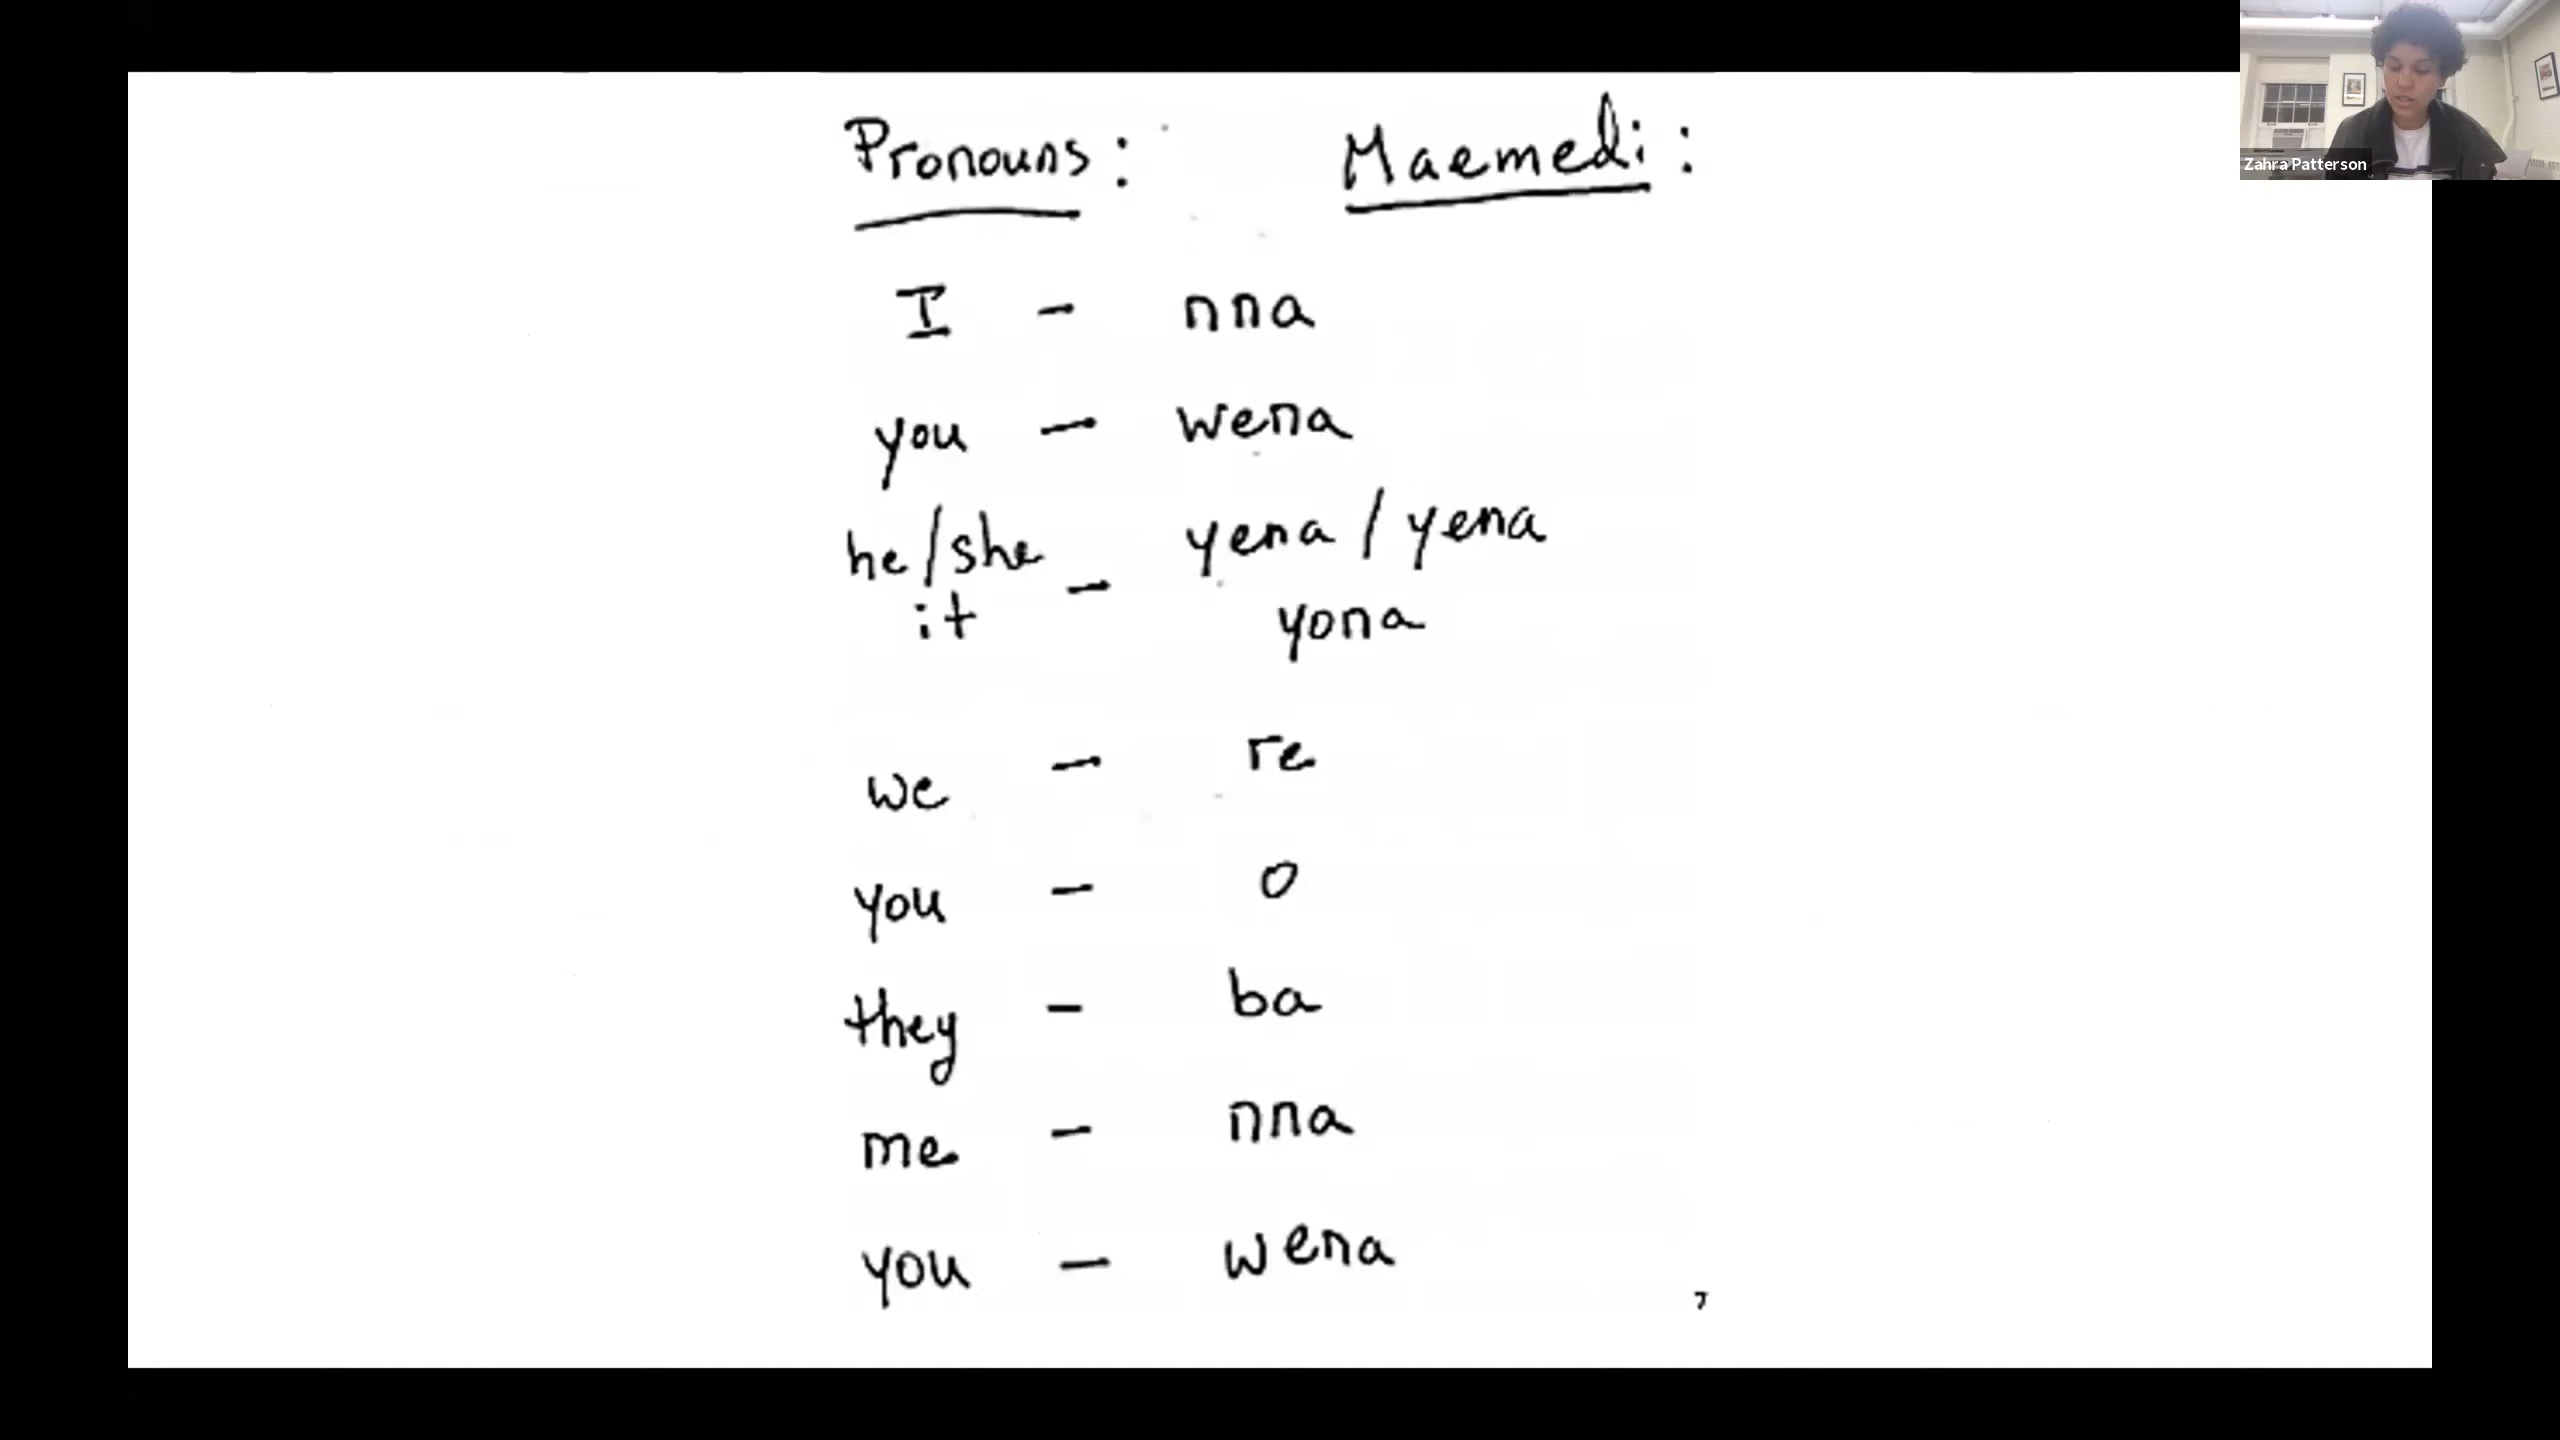 Pronouns: Maemedi:
I - nna
you - wena
he/she - yena / yena
it yona
we - re
you - o
they - ba
me - nna
you - wena
7
Zahra Patterson